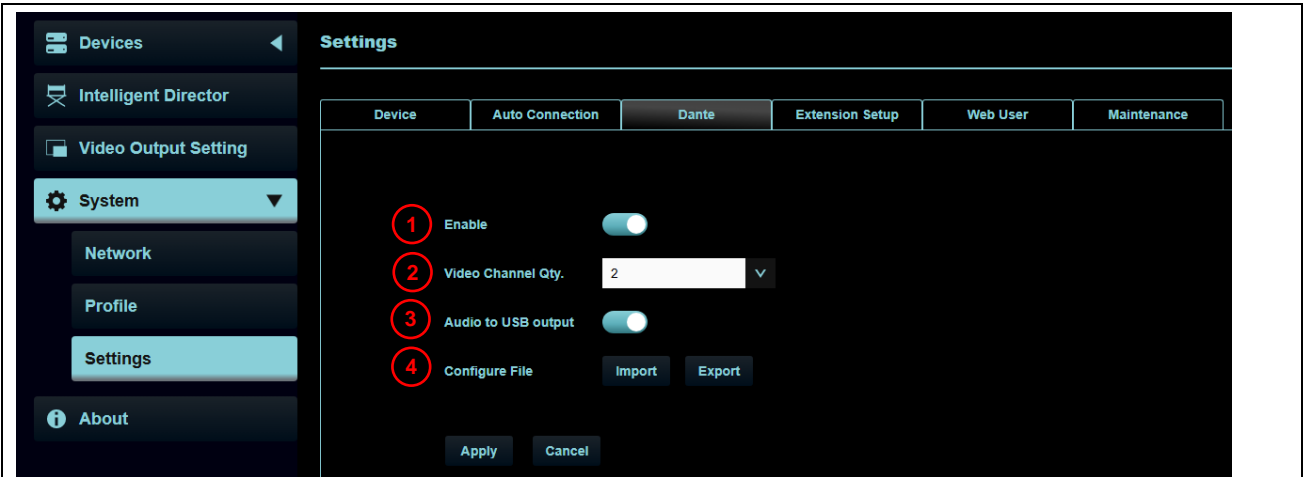 Devices
Intelligent Director
Video Output Setting
System
Network
Profile
Settings
About
Settings
Device Auto Connection Dante Extension Setup Web User Maintenance
1 Enable
2 Video Channel Qty. 2
3 Audio to USB output
4 Configure File Import Export
Apply Cancel